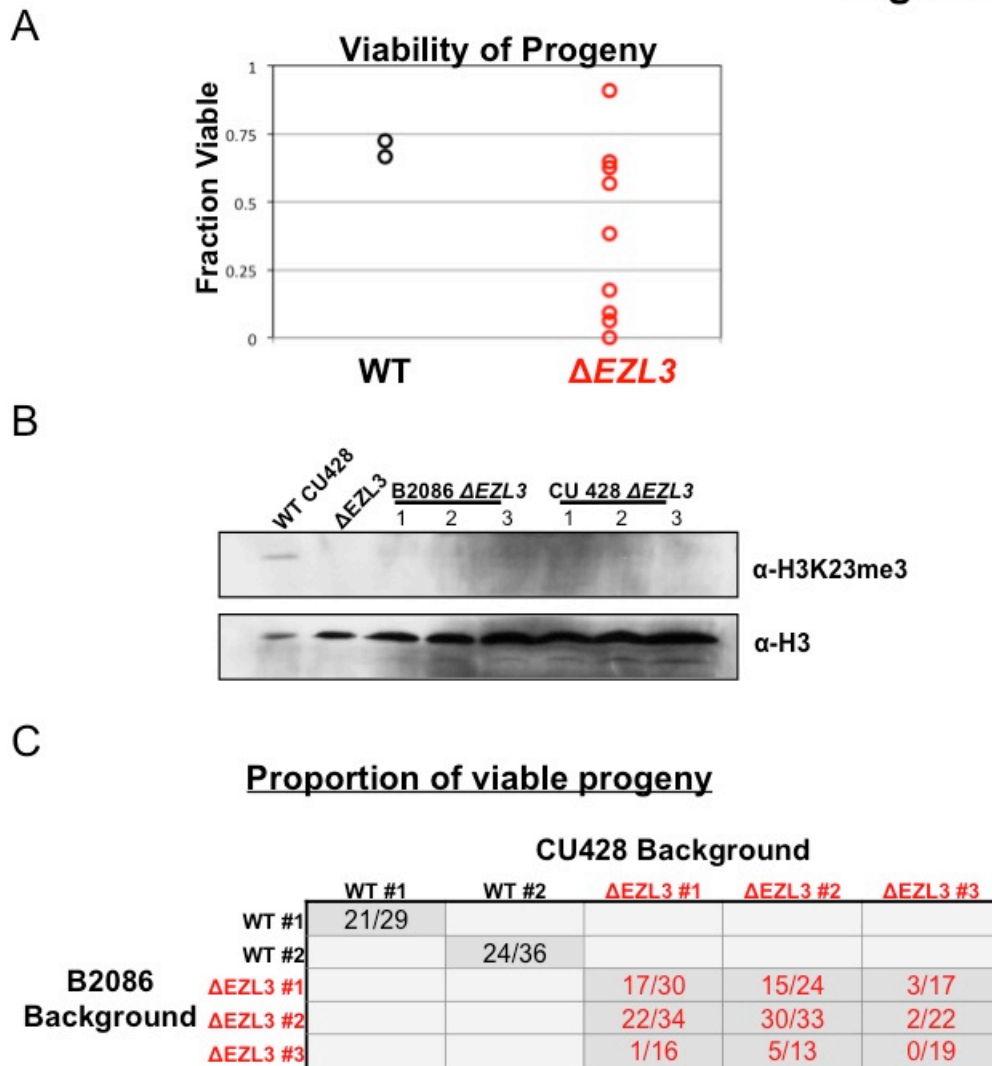 A
Viability of Progeny
Fraction Viable
1
0.75
0.5
0.25
0
WT
ΔEZL3
B
WT CU428
ΔEZL3
B2086 ΔEZL3
CU 428 ΔEZL3
1 2 3 1 2 3
α-H3K23me3
α-H3
C
Proportion of viable progeny
CU428 Background
WT #1 WT #2 ΔEZL3 #1 ΔEZL3 #2 ΔEZL3 #3
B2086
Background
WT #1 21/29
WT #2 24/36
ΔEZL3 #1 17/30 15/24 3/17
ΔEZL3 #2 22/34 30/33 2/22
ΔEZL3 #3 1/16 5/13 0/19